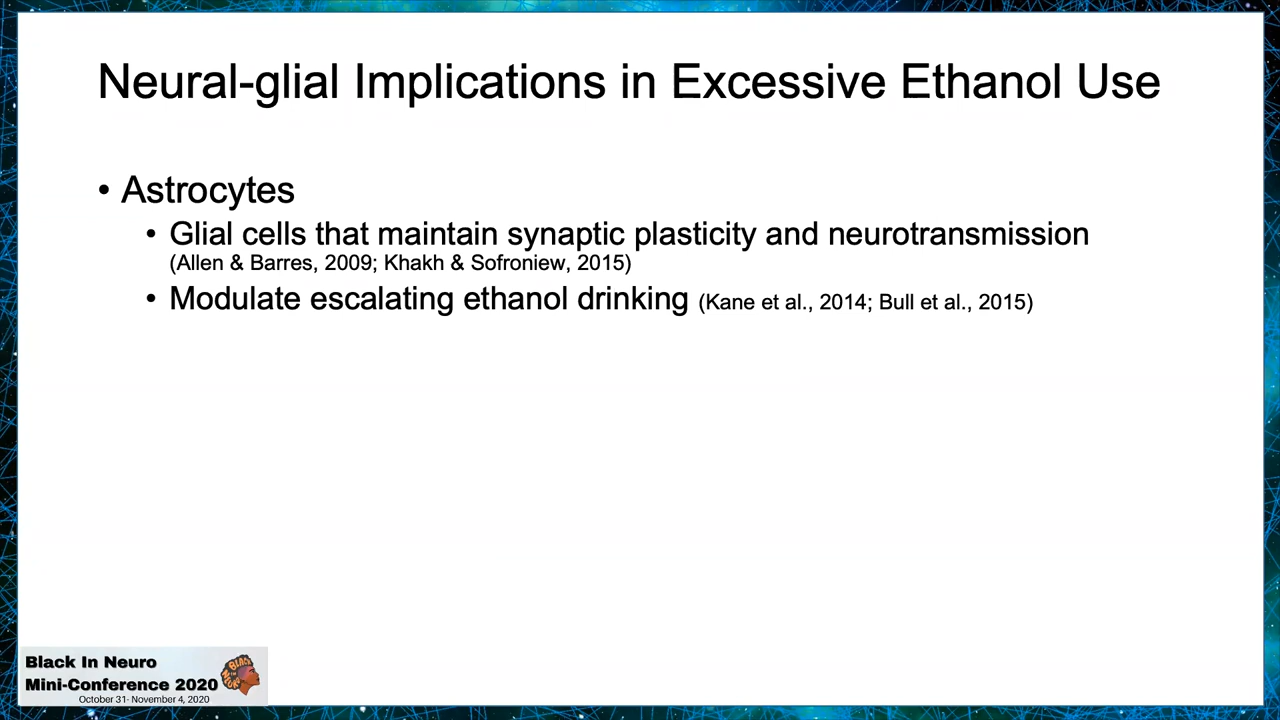 Neural-glial Implications in Excessive Ethanol Use
• Astrocytes
• Glial cells that maintain synaptic plasticity and neurotransmission
(Allen & Barres, 2009; Khakh & Sofroniew, 2015)
• Modulate escalating ethanol drinking (Kane et al., 2014; Bull et al., 2015)
Black In Neuro
Mini-Conference 2020
October 31- November 4, 2020